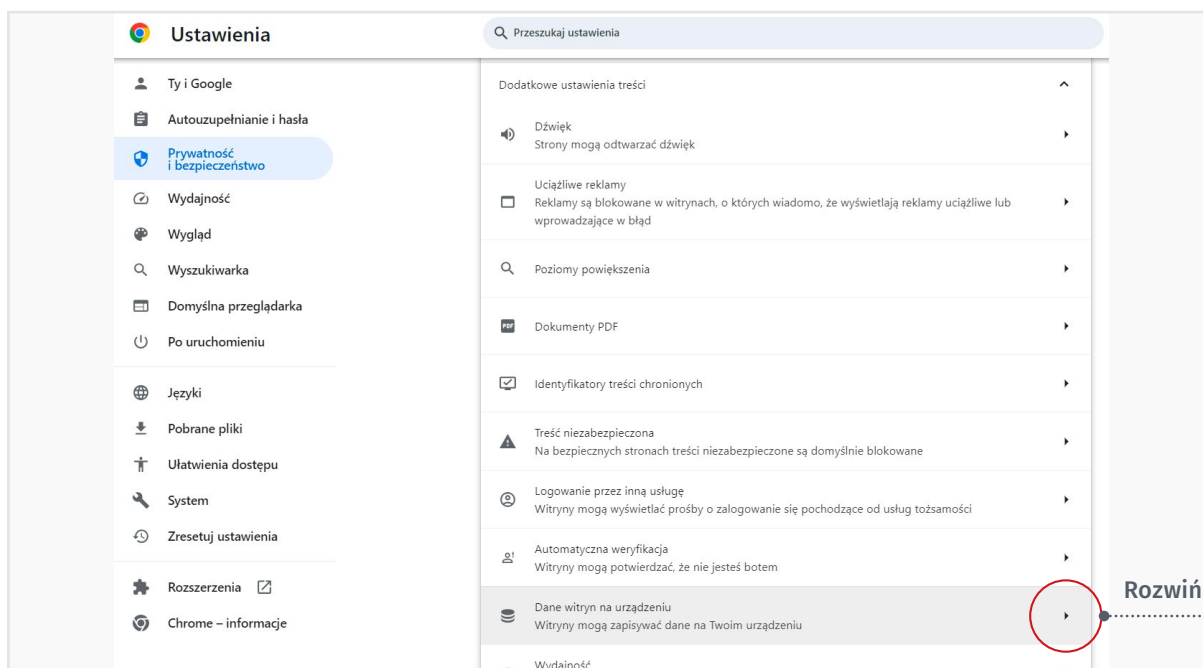 Ustawienia
Przeszukaj ustawienia
Ty i Google
Autouzupełnianie i hasła
Prywatność
i bezpieczeństwo
Wydajność
Wygląd
Wyszukiwarka
Domyślna przeglądarka
Po uruchomieniu
Języki
Pobrane pliki
Ułatwienia dostępu
System
Zresetuj ustawienia
Rozszerzenia
Chrome – informacje
Dodatkowe ustawienia treści
Dźwięk
Strony mogą odtwarzać dźwięk
Uciążliwe reklamy
Reklamy są blokowane w witrynach, o których wiadomo, że wyświetlają reklamy uciążliwe lub
wprowadzające w błąd
Poziomy powiększenia
PDF
Dokumenty PDF
Identyfikatory treści chronionych
Treść niezabezpieczona
Na bezpiecznych stronach treści niezabezpieczone są domyślnie blokowane
Logowanie przez inną usługę
Witryny mogą wyświetlać prośby o zalogowanie się pochodzące od usług tożsamości
Automatyczna weryfikacja
Witryny mogą potwierdzać, że nie jesteś botem
Dane witryn na urządzeniu
Witryny mogą zapisywać dane na Twoim urządzeniu
Rozwiń
Wydajność